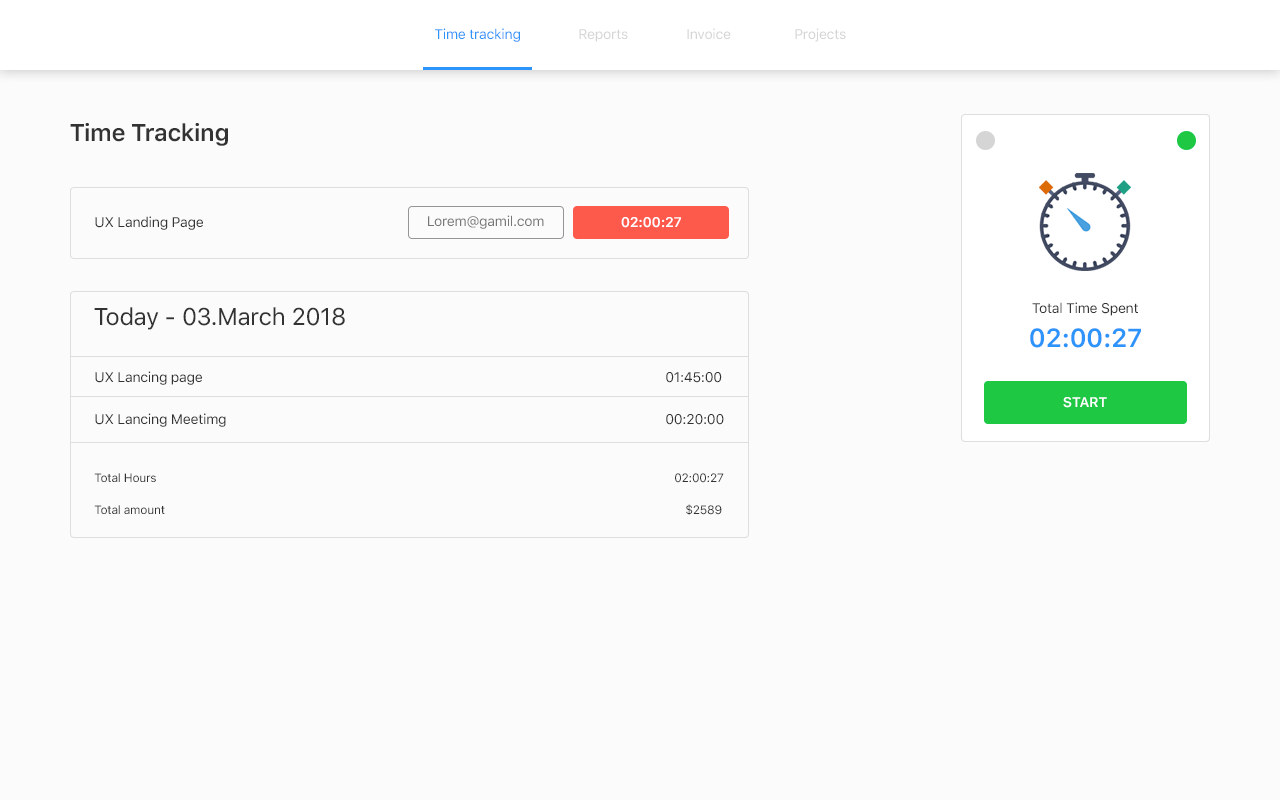 Time tracking Reports Invoice Projects
Time Tracking
UX Landing Page Lorem@gamil.com 02:00:27
Today - 03.March 2018
UX Lancing page 01:45:00
UX Lancing Meetimg 00:20:00
Total Hours 02:00:27
Total amount $2589
Total Time Spent
02:00:27
START